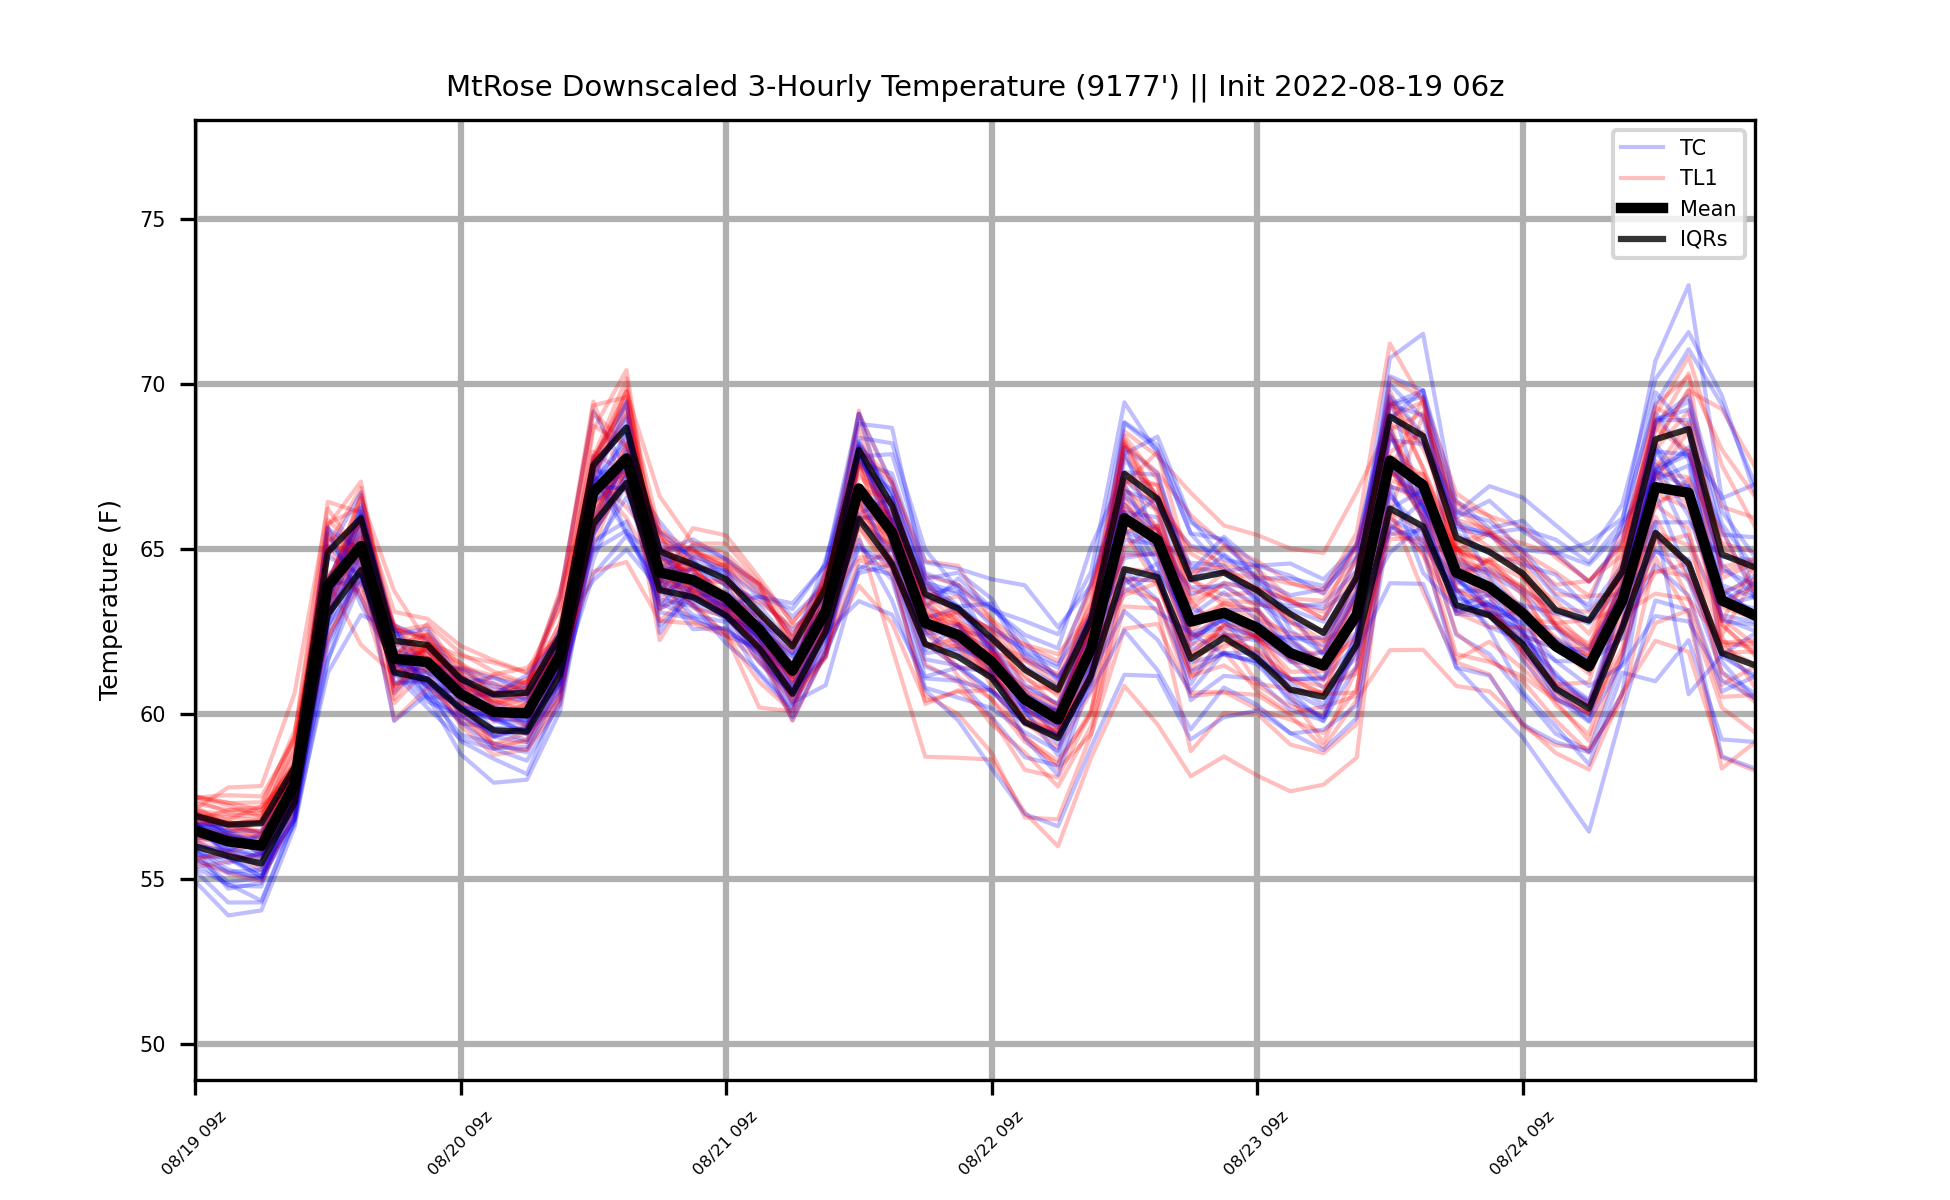 MtRose Downscaled 3-Hourly Temperature (9177') || Init 2022-08-19 06z
TC
TL1
Mean
IQRs
Temperature (F)
75
70
65
60
55
50
08/19 09z
08/20 09z
08/21 09z
08/22 09z
08/23 09z
08/24 09z